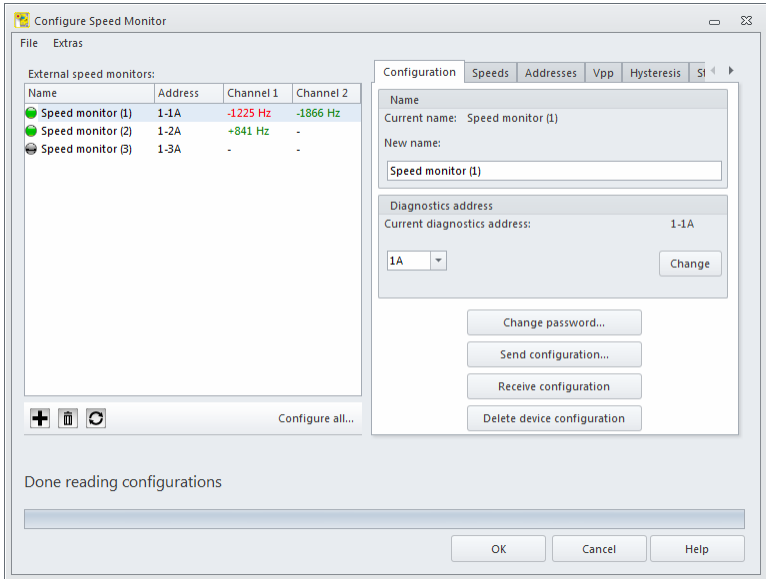 Configure Speed Monitor
File Extras
External speed monitors:
Name Address Channel 1 Channel 2
Speed monitor (1) 1-1A -1225 Hz -1866 Hz
Speed monitor (2) 1-2A +841 Hz -
Speed monitor (3) 1-3A - -
Configure all...
Configuration Speeds Addresses Vpp Hysteresis
Name
Current name: Speed monitor (1)
New name:
Speed monitor (1)
Diagnostics address
Current diagnostics address: 1-1A
1A Change
Change password...
Send configuration...
Receive configuration
Delete device configuration
Done reading configurations
OK Cancel Help